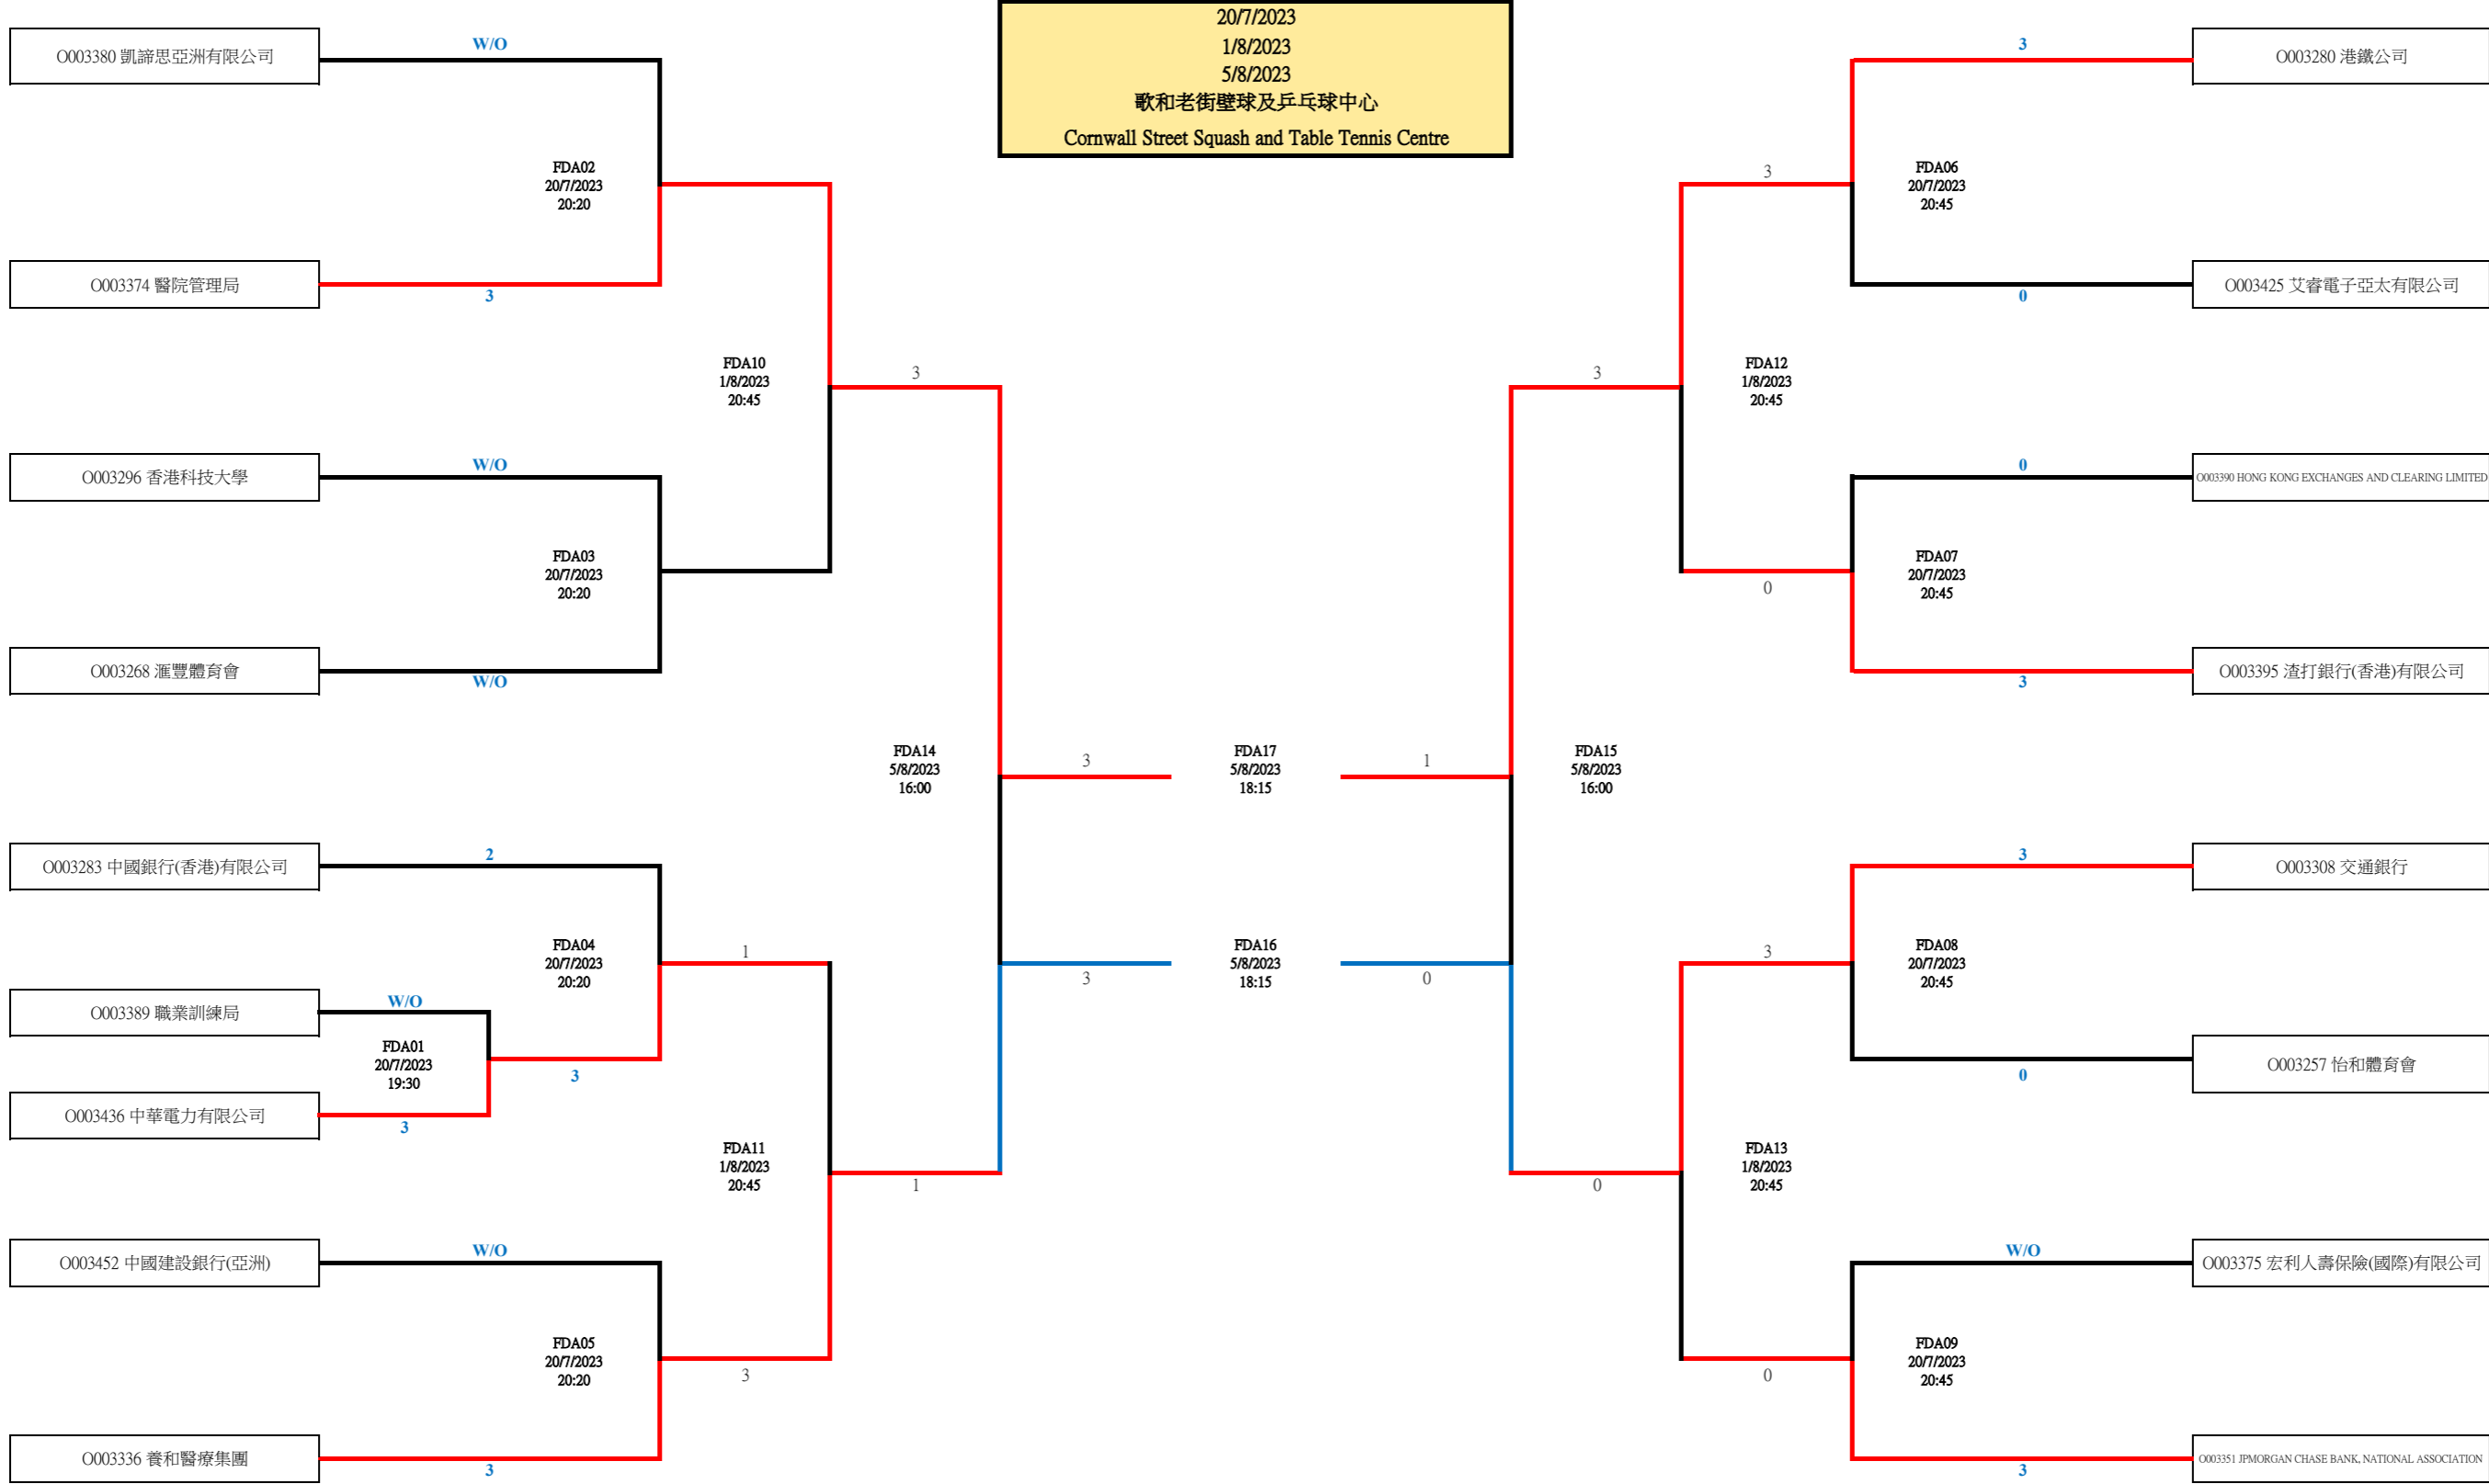 20/7/2023
1/8/2023
5/8/2023
歌和老街壁球及乒乓球中心
Cornwall Street Squash and Table Tennis Centre
O003380 凱諦思亞洲有限公司
W/O
FDA02
20/7/2023
20:20
O003374 醫院管理局
3
FDA10
1/8/2023
20:45
3
O003296 香港科技大學
W/O
FDA03
20/7/2023
20:20
O003268 滙豐體育會
W/O
FDA14
5/8/2023
16:00
3
O003283 中國銀行(香港)有限公司
2
FDA04
20/7/2023
20:20
1
O003389 職業訓練局
W/O
FDA01
20/7/2023
19:30
3
O003436 中華電力有限公司
3
FDA11
1/8/2023
20:45
1
O003452 中國建設銀行(亞洲)
W/O
FDA05
20/7/2023
20:20
3
O003336 養和醫療集團
3
FDA17
5/8/2023
18:15
3
FDA16
5/8/2023
18:15
3
O003280 港鐵公司
3
FDA06
20/7/2023
20:45
O003425 艾睿電子亞太有限公司
0
3
FDA12
1/8/2023
20:45
0
O003390 HONG KONG EXCHANGES AND CLEARING LIMITED
FDA07
20/7/2023
20:45
0
3
O003395 渣打銀行(香港)有限公司
1
FDA15
5/8/2023
16:00
0
3
O003308 交通銀行
3
FDA08
20/7/2023
20:45
0
O003257 怡和體育會
FDA13
1/8/2023
20:45
0
W/O
O003375 宏利人壽保險(國際)有限公司
FDA09
20/7/2023
20:45
0
3
O003351 JPMORGAN CHASE BANK, NATIONAL ASSOCIATION